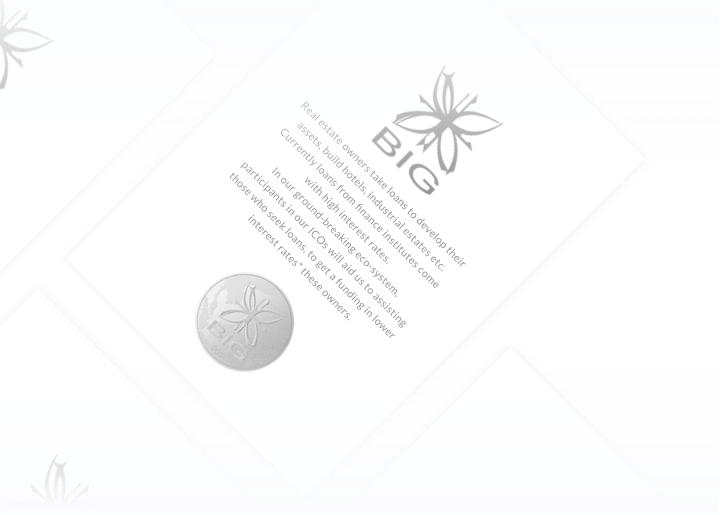 BIG
Real estate owners take loans to develop their
assets, build hotels, industrial estates etc.
Currently loans from finance institutes come
with high interest rates.
In our ground-breaking eco-system,
participants in our ICOs will aid us to assisting
those who seek loans, to get a funding in lower
interest rates" these owners.
BIG